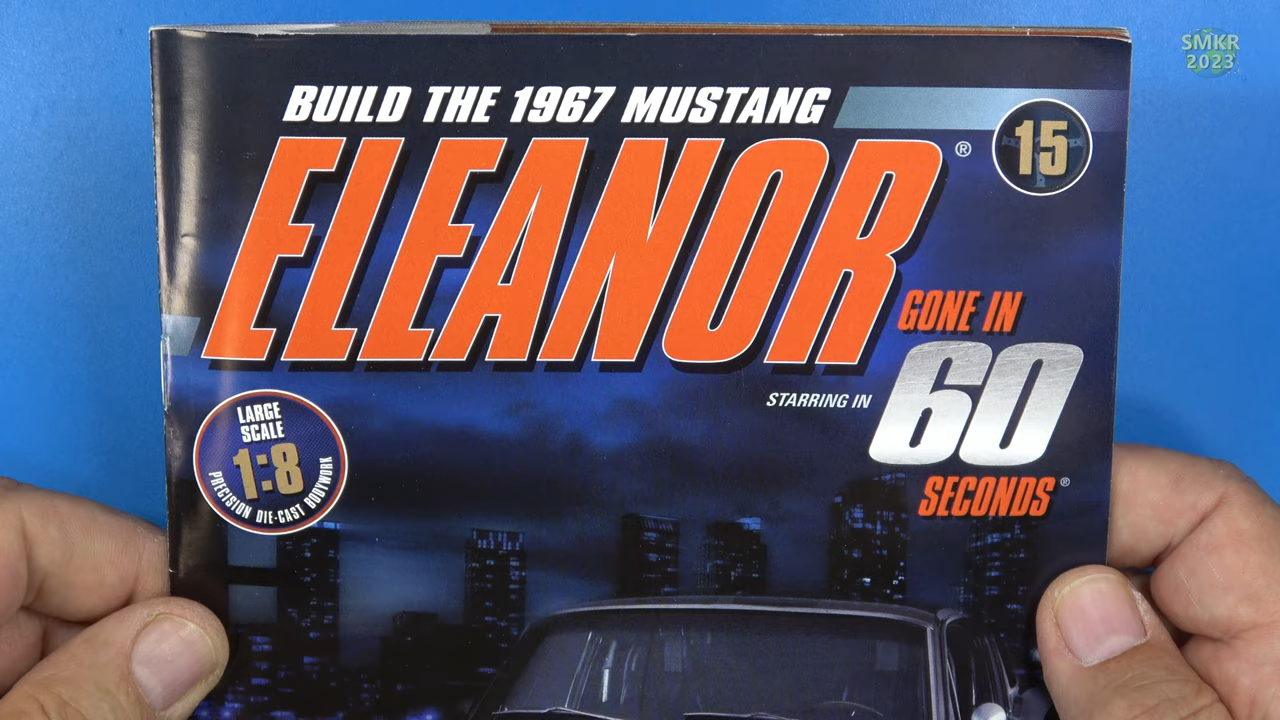 SMKR
2023
BUILD THE 1967 MUSTANG
ELEANOR®
15
GONE IN
60
STARRING IN
SECONDS®
LARGE
SCALE
1:8
PRECISION DIE-CAST BODYWORK